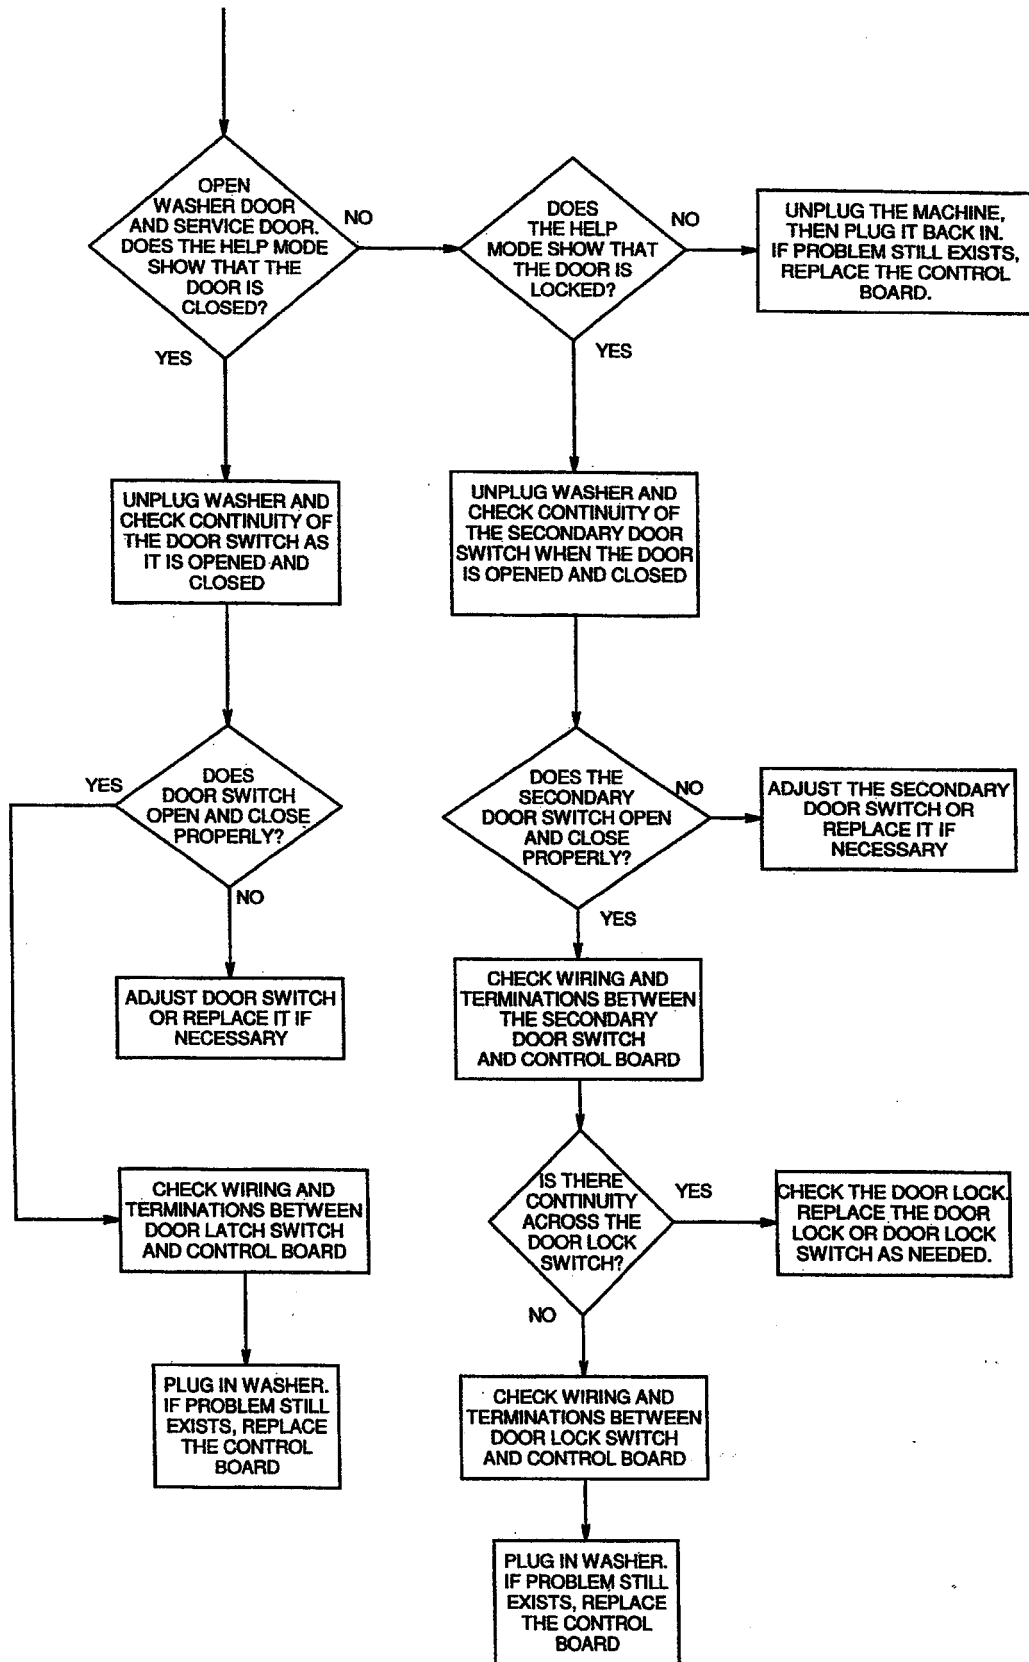 OPEN
WASHER DOOR
AND SERVICE DOOR.
DOES THE HELP MODE
SHOW THAT THE
DOOR IS
CLOSED?
NO
YES
DOES
THE HELP
MODE SHOW THAT
THE DOOR IS
LOCKED?
NO
YES
UNPLUG THE MACHINE,
THEN PLUG IT BACK IN.
IF PROBLEM STILL EXISTS,
REPLACE THE CONTROL
BOARD.
UNPLUG WASHER AND
CHECK CONTINUITY OF
THE DOOR SWITCH AS
IT IS OPENED AND
CLOSED
UNPLUG WASHER AND
CHECK CONTINUITY OF
THE SECONDARY DOOR
SWITCH WHEN THE DOOR
IS OPENED AND CLOSED
YES
DOES
DOOR SWITCH
OPEN AND CLOSE
PROPERLY?
NO
DOES THE
SECONDARY
DOOR SWITCH OPEN
AND CLOSE
PROPERLY?
NO
YES
ADJUST THE SECONDARY
DOOR SWITCH OR
REPLACE IT IF
NECESSARY
ADJUST DOOR SWITCH
OR REPLACE IT IF
NECESSARY
CHECK WIRING AND
TERMINATIONS BETWEEN
THE SECONDARY
DOOR SWITCH
AND CONTROL BOARD
CHECK WIRING AND
TERMINATIONS BETWEEN
DOOR LATCH SWITCH
AND CONTROL BOARD
IS THERE
CONTINUITY
ACROSS THE
DOOR LOCK
SWITCH?
YES
NO
CHECK THE DOOR LOCK.
REPLACE THE DOOR
LOCK OR DOOR LOCK
SWITCH AS NEEDED.
PLUG IN WASHER.
IF PROBLEM STILL
EXISTS, REPLACE
THE CONTROL
BOARD
CHECK WIRING AND
TERMINATIONS BETWEEN
DOOR LOCK SWITCH
AND CONTROL BOARD
PLUG IN WASHER.
IF PROBLEM STILL
EXISTS, REPLACE
THE CONTROL
BOARD